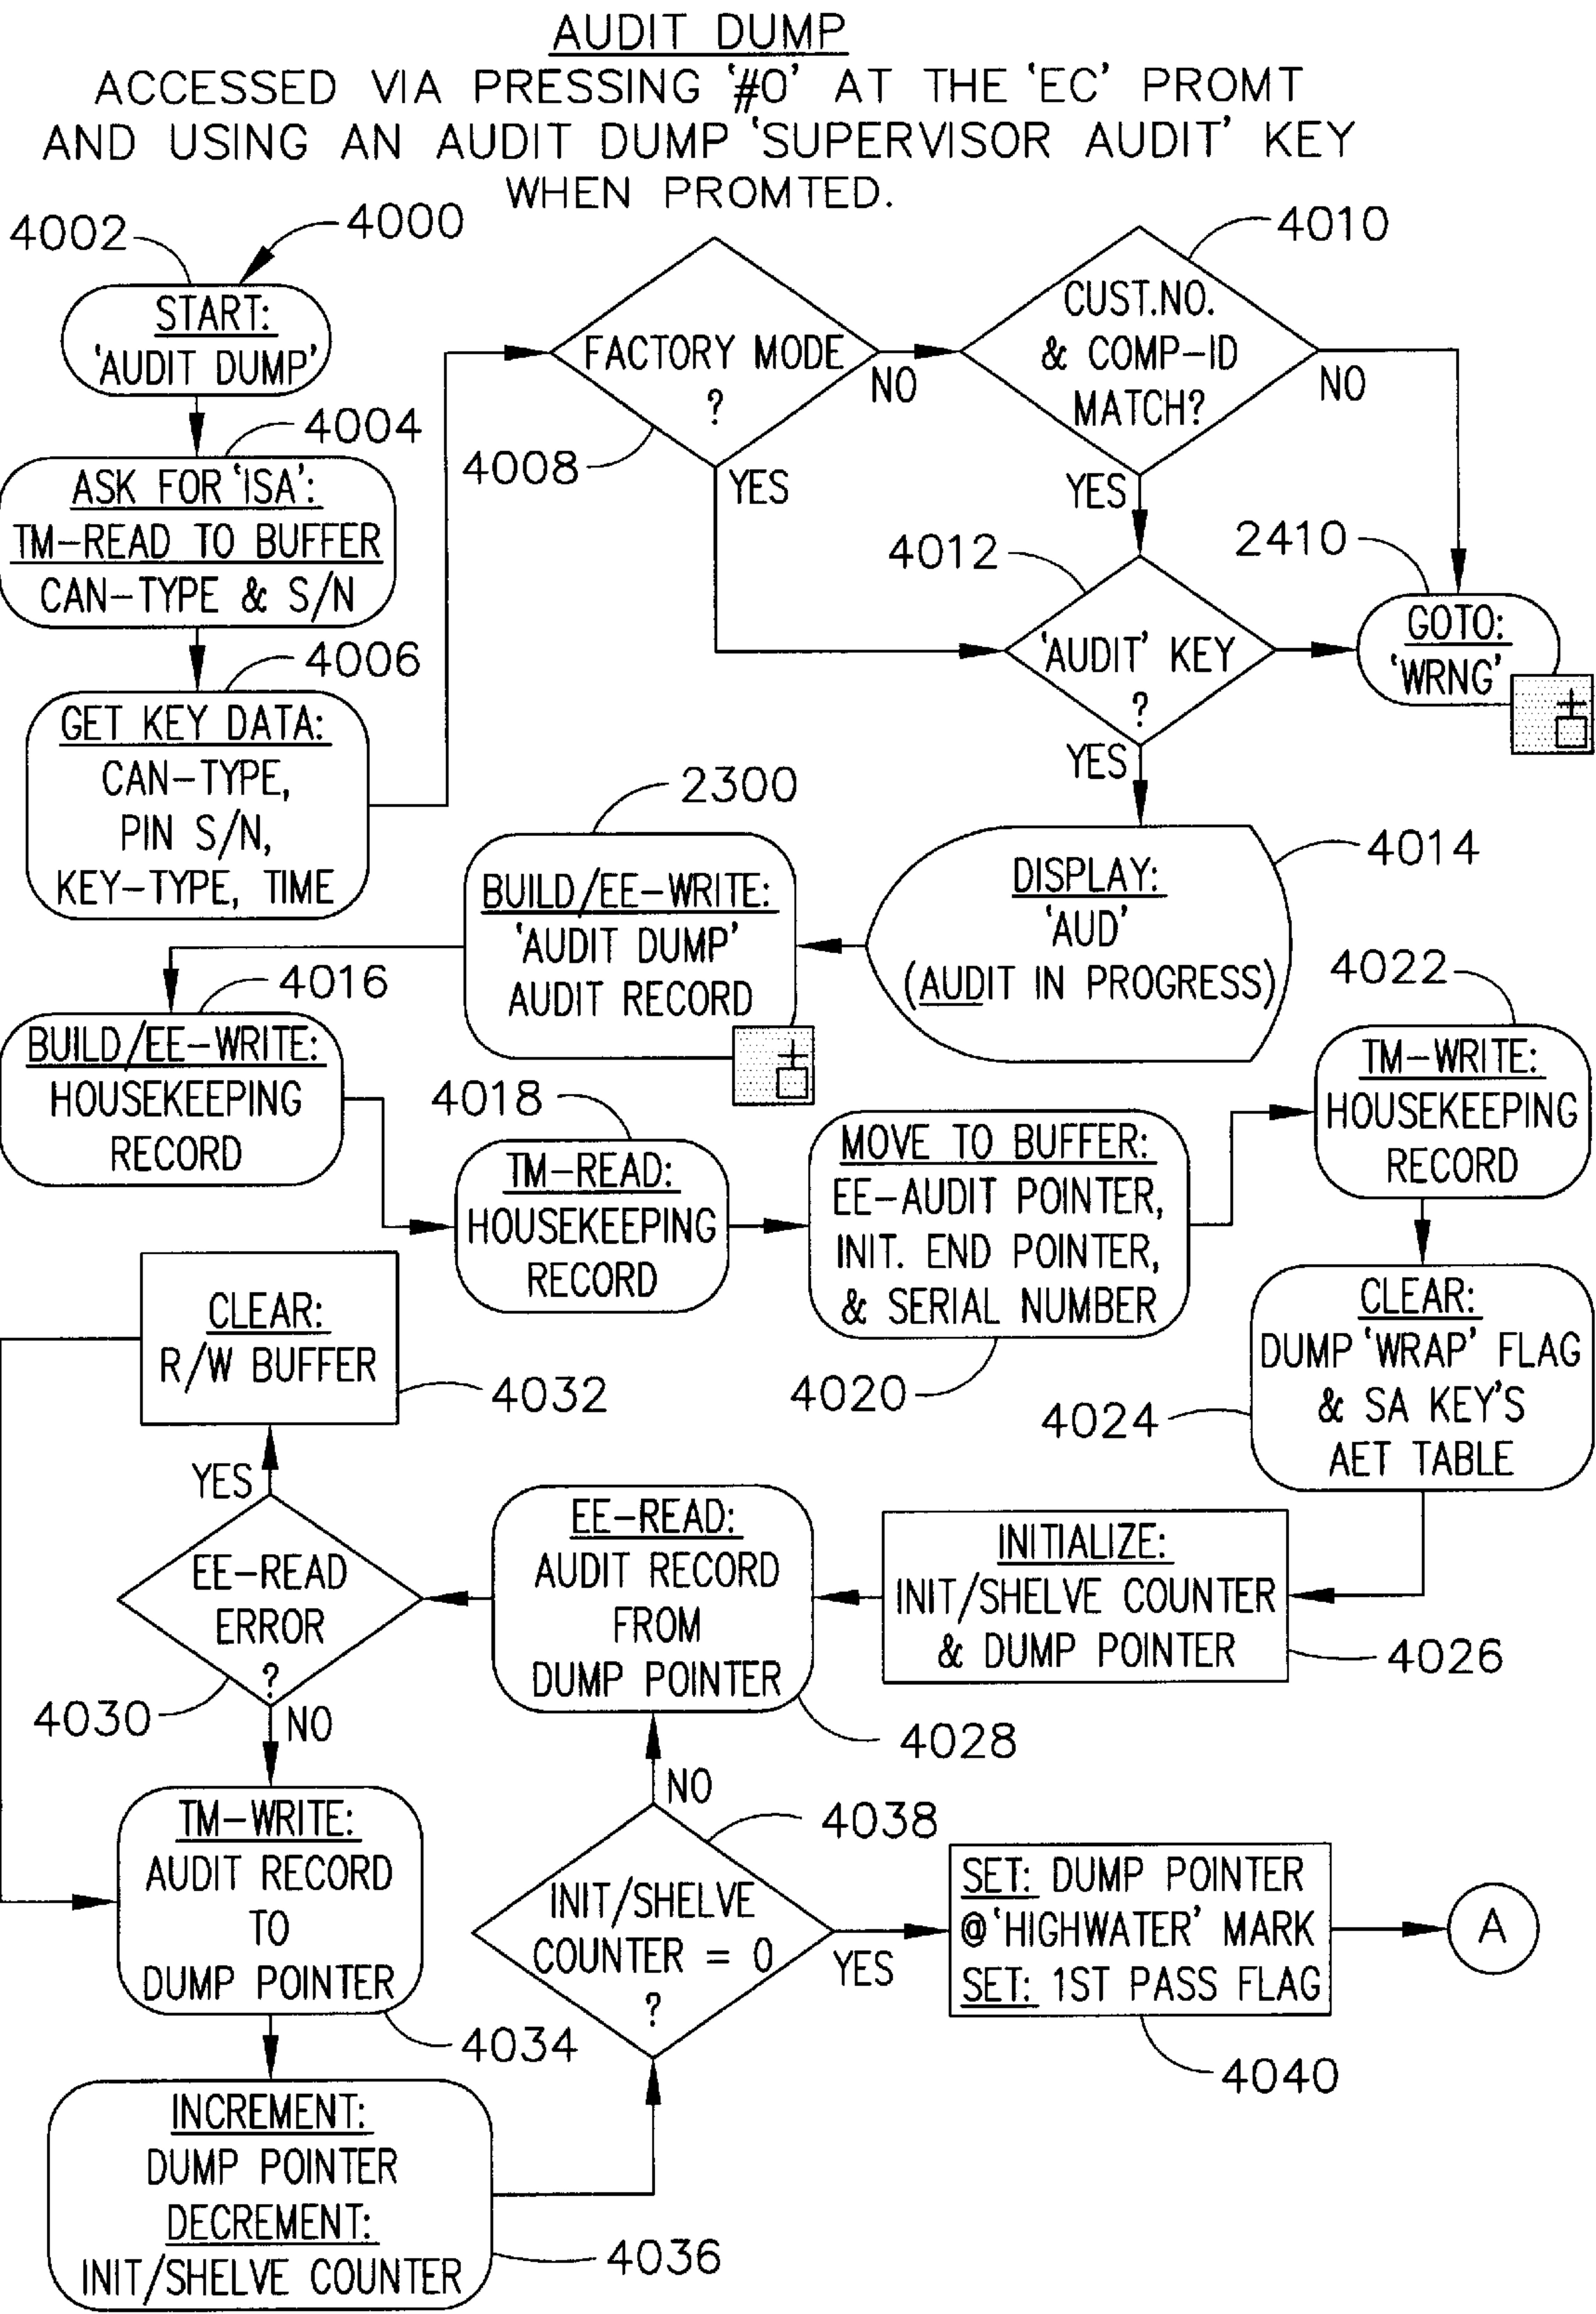 AUDIT DUMP
ACCESSED VIA PRESSING '#0' AT THE 'EC' PROMT
AND USING AN AUDIT DUMP 'SUPERVISOR AUDIT' KEY
WHEN PROMTED.
4002
4000
START:
'AUDIT DUMP'
4004
ASK FOR 'ISA':
TM-READ TO BUFFER
CAN-TYPE & S/N
4006
GET KEY DATA:
CAN-TYPE,
PIN S/N,
KEY-TYPE, TIME
FACTORY MODE
?
4008
NO
YES
4010
CUST.NO.
& COMP-ID
MATCH?
NO
YES
4012
'AUDIT' KEY
?
YES
2410
GOTO:
'WRNG'
4014
DISPLAY:
'AUD'
(AUDIT IN PROGRESS)
2300
BUILD/EE-WRITE:
'AUDIT DUMP'
AUDIT RECORD
4016
BUILD/EE-WRITE:
HOUSEKEEPING
RECORD
4018
TM-READ:
HOUSEKEEPING
RECORD
MOVE TO BUFFER:
EE-AUDIT POINTER,
INIT. END POINTER,
& SERIAL NUMBER
4020
4022
TM-WRITE:
HOUSEKEEPING
RECORD
CLEAR:
DUMP 'WRAP' FLAG
& SA KEY'S
AET TABLE
4024
INITIALIZE:
INIT/SHELVE COUNTER
& DUMP POINTER
4026
EE-READ:
AUDIT RECORD
FROM
DUMP POINTER
4028
EE-READ
ERROR
?
4030
YES
NO
CLEAR:
R/W BUFFER
4032
TM-WRITE:
AUDIT RECORD
TO
DUMP POINTER
4034
INCREMENT:
DUMP POINTER
DECREMENT:
INIT/SHELVE COUNTER
4036
NO
4038
INIT/SHELVE
COUNTER = 0
?
YES
SET: DUMP POINTER
@ 'HIGHWATER' MARK
SET: 1ST PASS FLAG
4040
A